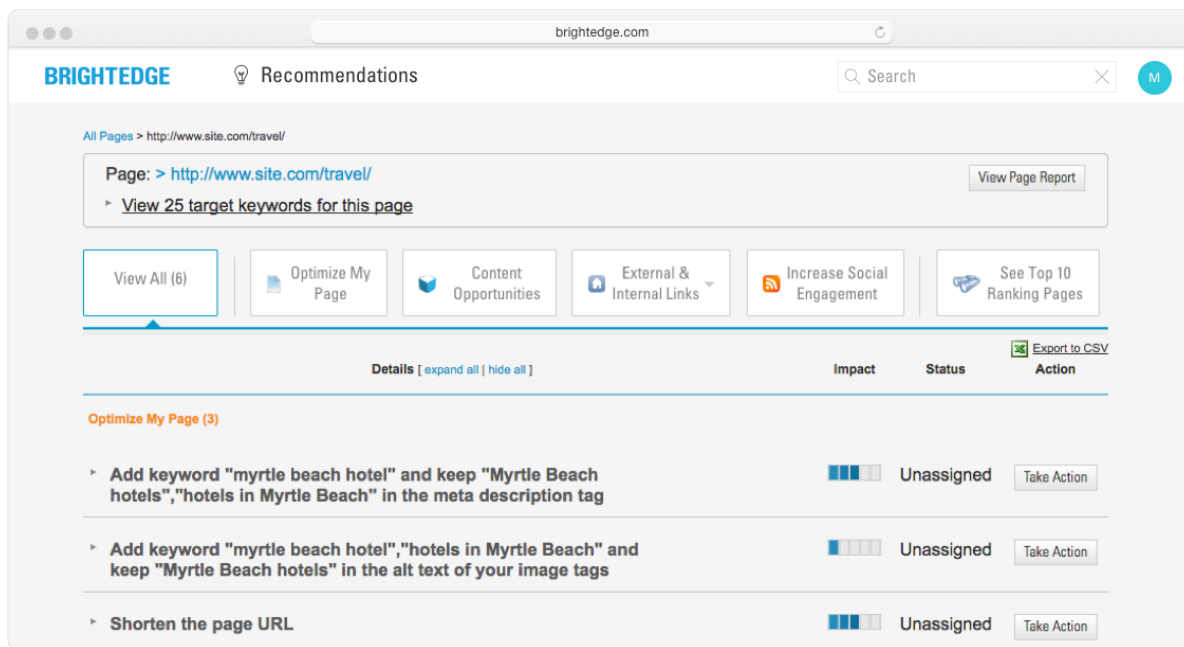 brightedge.com
BRIGHTEDGE
Recommendations
Search
M
All Pages > http://www.site.com/travel/
Page: > http://www.site.com/travel/
View Page Report
View 25 target keywords for this page
View All (6)
Optimize My
Page
Content
Opportunities
External &
Internal Links
Increase Social
Engagement
See Top 10
Ranking Pages
Export to CSV
Details [ expand all | hide all ]
Impact
Status
Action
Optimize My Page (3)
Add keyword "myrtle beach hotel" and keep "Myrtle Beach
hotels","hotels in Myrtle Beach" in the meta description tag
Unassigned
Take Action
Add keyword "myrtle beach hotel","hotels in Myrtle Beach" and
keep "Myrtle Beach hotels" in the alt text of your image tags
Unassigned
Take Action
Shorten the page URL
Unassigned
Take Action